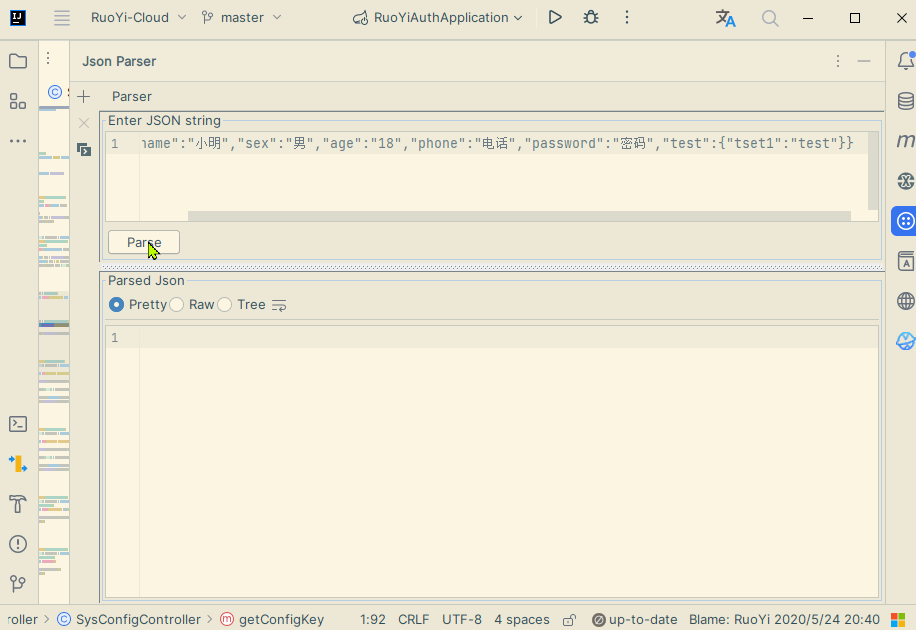 RuoYi-Cloud
master
RuoYiAuthApplication
Json Parser
Parser
Enter JSON string
1 name":"小明","sex":"男","age":"18","phone":"电话","password":"密码","test":{"tset1":"test"}}
Parse
Parsed Json
Pretty Raw Tree
1
roller > SysConfigController > getConfigKey 1:92 CRLF UTF-8 4 spaces up-to-date Blame: RuoYi 2020/5/24 20:40